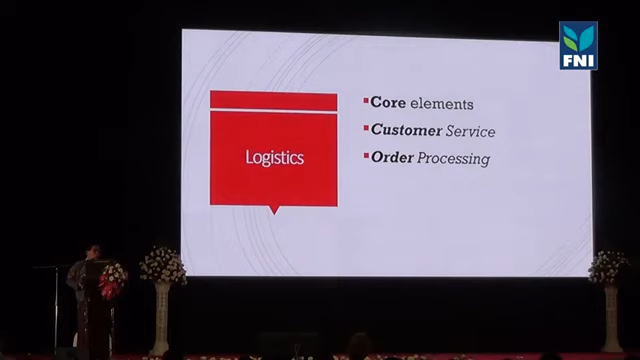 FNI
Logistics
Core elements
Customer Service
Order Processing